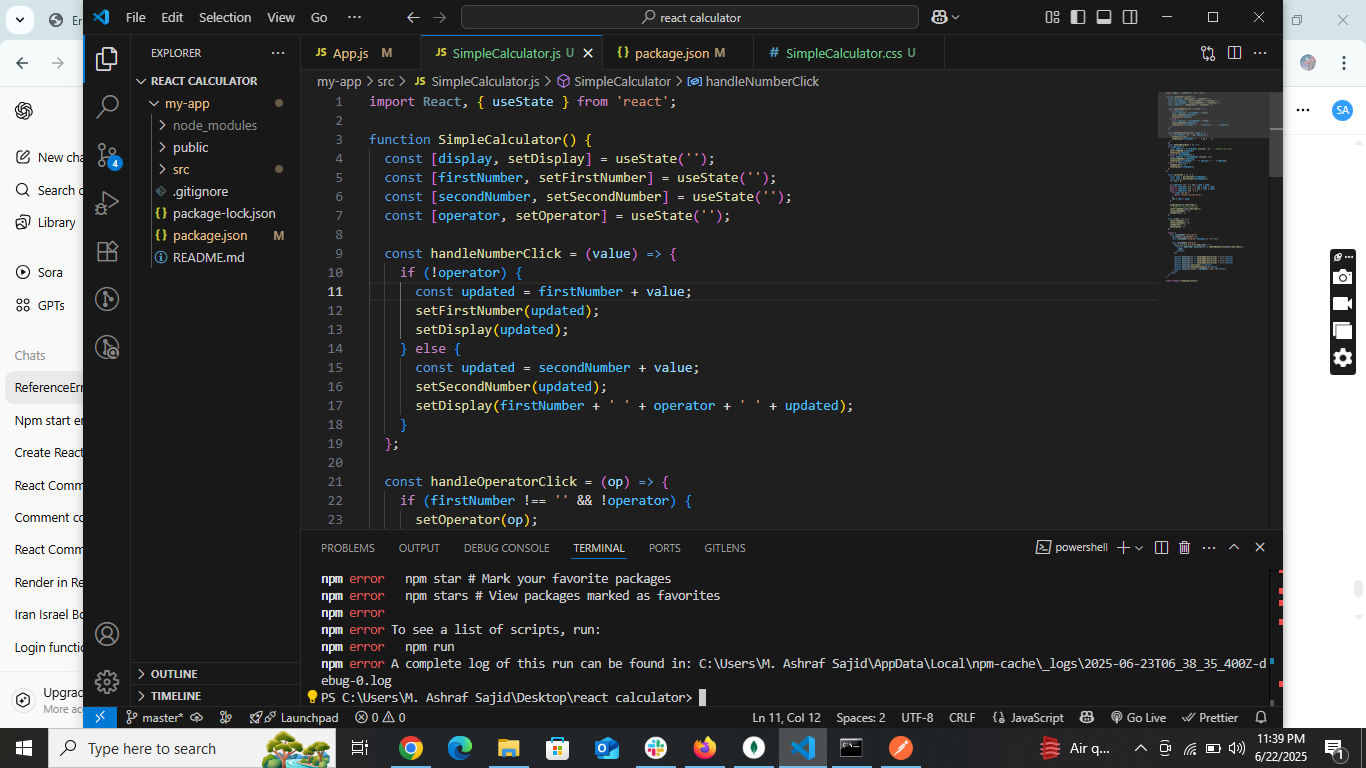 File Edit Selection View Go ··· react calculator
EXPLORER
REACT CALCULATOR
my-app
node_modules
public
src
.gitignore
package-lock.json
package.json M
README.md
OUTLINE
TIMELINE
New cha
Search c
Library
Sora
GPTs
Chats
ReferenceErr
Npm start er
Create React
React Comm
Comment co
React Comm
Render in Re
Iran Israel Bo
Login functio
Upgrad
More acc
JS App.js M JS SimpleCalculator.js U {} package.json M # SimpleCalculator.css U
my-app > src > JS SimpleCalculator.js > SimpleCalculator > handleNumberClick
1 import React, { useState } from 'react';
2
3 function SimpleCalculator() {
4 const [display, setDisplay] = useState('');
5 const [firstNumber, setFirstNumber] = useState('');
6 const [secondNumber, setSecondNumber] = useState('');
7 const [operator, setOperator] = useState('');
8
9 const handleNumberClick = (value) => {
10 if (!operator) {
11 const updated = firstNumber + value;
12 setFirstNumber(updated);
13 setDisplay(updated);
14 } else {
15 const updated = secondNumber + value;
16 setSecondNumber(updated);
17 setDisplay(firstNumber + ' ' + operator + ' ' + updated);
18 }
19 };
20
21 const handleOperatorClick = (op) => {
22 if (firstNumber !== '' && !operator) {
23 setOperator(op);
PROBLEMS OUTPUT DEBUG CONSOLE TERMINAL PORTS GITLENS powershell
npm error npm star # Mark your favorite packages
npm error npm stars # View packages marked as favorites
npm error
npm error To see a list of scripts, run:
npm error npm run
npm error A complete log of this run can be found in: C:\Users\M. Ashraf Sajid\AppData\Local\npm-cache\_logs\2025-06-23T06_38_35_400Z-d
ebug-0.log
PS C:\Users\M. Ashraf Sajid\Desktop\react calculator>
master* Launchpad 0 0 Ln 11, Col 12 Spaces: 2 UTF-8 CRLF {} JavaScript Go Live Prettier
4
SA
Type here to search
Air q...
11:39 PM
6/22/2025
1